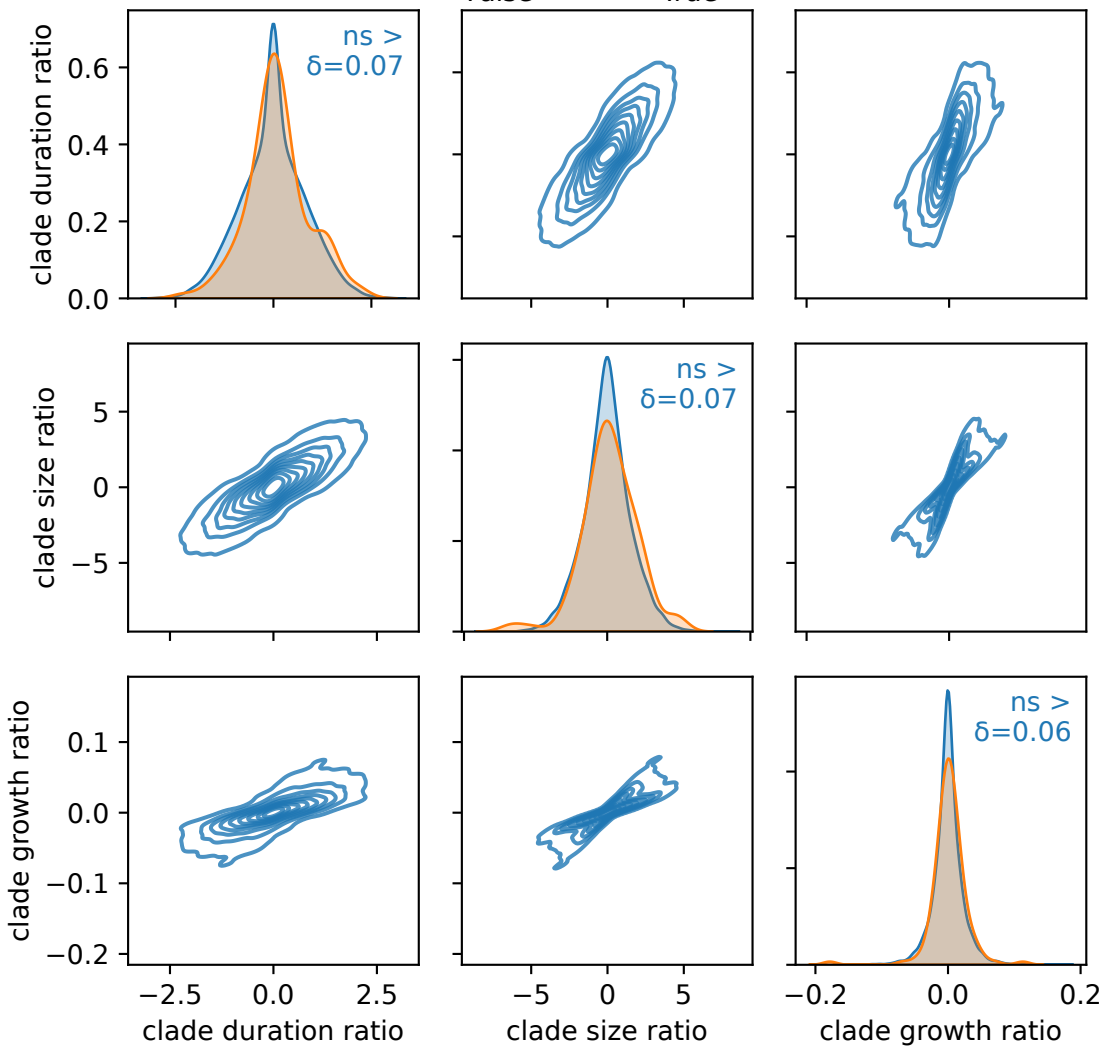 clade duration ratio
0.6
0.4
0.2
0.0
ns >
δ=0.07
clade size ratio
5
0
−5
ns >
δ=0.07
clade growth ratio
0.1
0.0
−0.1
−0.2
ns >
δ=0.06
−2.5 0.0 2.5
−5 0 5
−0.2 0.0 0.2
clade duration ratio
clade size ratio
clade growth ratio